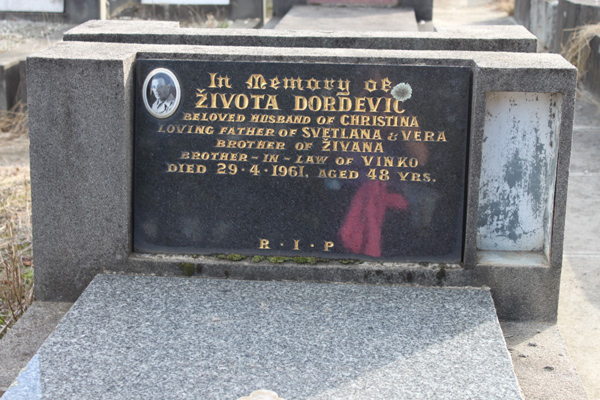 In Memory of
ŽIVOTA DORDEVIC
BELOVED HUSBAND OF CHRISTINA
LOVING FATHER OF SVETLANA & VERA
BROTHER OF ŽIVANA
BROTHER-IN-LAW OF VINKO
DIED 29·4·1961, AGED 48 YRS.
R·I·P